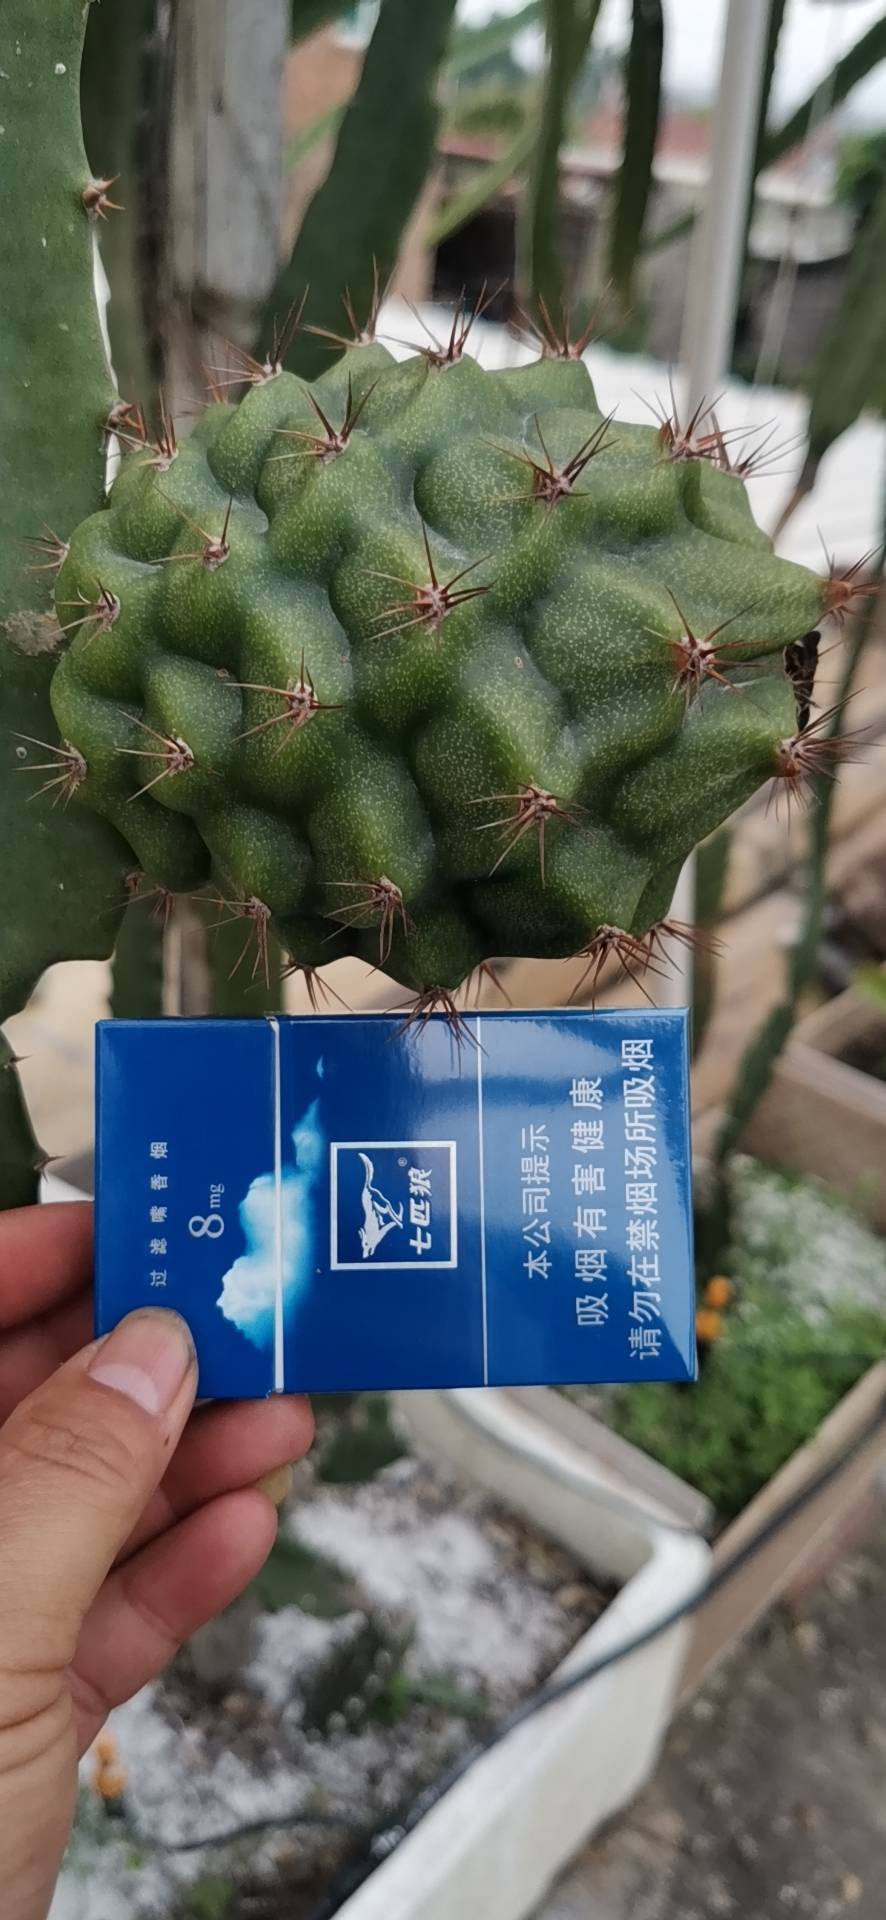 过滤嘴香烟
8mg
七匹狼®
本公司提示
吸烟有害健康
请勿在禁烟场所吸烟